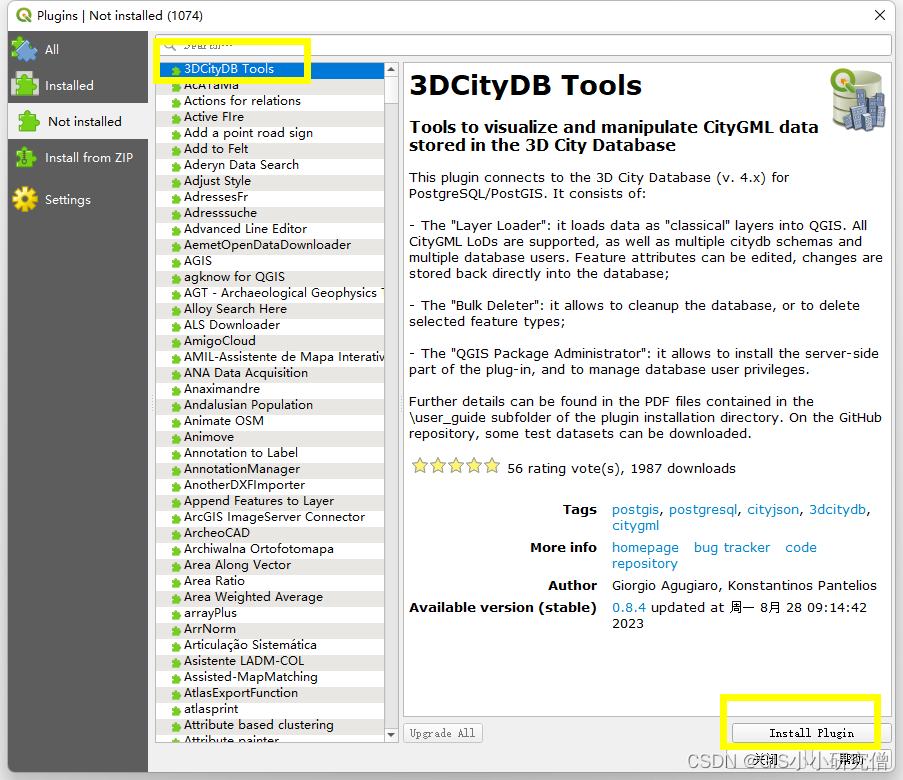 Plugins | Not installed (1074)
All
Installed
Not installed
Install from ZIP
Settings
Search...
3DCityDB Tools
AcATaMa
Actions for relations
Active FIre
Add a point road sign
Add to Felt
Aderyn Data Search
Adjust Style
AdressesFr
Adresssuche
Advanced Line Editor
AemetOpenDataDownloader
AGIS
agknow for QGIS
AGT - Archaeological Geophysics T
Alloy Search Here
ALS Downloader
AmigoCloud
AMIL-Assistente de Mapa Interativ
ANA Data Acquisition
Anaximandre
Andalusian Population
Animate OSM
Animove
Annotation to Label
AnnotationManager
AnotherDXFImporter
Append Features to Layer
ArcGIS ImageServer Connector
ArcheoCAD
Archiwalna Ortofotomapa
Area Along Vector
Area Ratio
Area Weighted Average
arrayPlus
ArrNorm
Articulação Sistemática
Asistente LADM-COL
Assisted-MapMatching
AtlasExportFunction
atlasprint
Attribute based clustering
Attribute painter
3DCityDB Tools
Tools to visualize and manipulate CityGML data
stored in the 3D City Database
This plugin connects to the 3D City Database (v. 4.x) for
PostgreSQL/PostGIS. It consists of:
- The "Layer Loader": it loads data as "classical" layers into QGIS. All
CityGML LoDs are supported, as well as multiple citydb schemas and
multiple database users. Feature attributes can be edited, changes are
stored back directly into the database;
- The "Bulk Deleter": it allows to cleanup the database, or to delete
selected feature types;
- The "QGIS Package Administrator": it allows to install the server-side
part of the plug-in, and to manage database user privileges.
Further details can be found in the PDF files contained in the
\user_guide subfolder of the plugin installation directory. On the GitHub
repository, some test datasets can be downloaded.
56 rating vote(s), 1987 downloads
Tags postgis, postgresql, cityjson, 3dcitydb,
citygml
More info homepage bug tracker code
repository
Author Giorgio Agugiaro, Konstantinos Pantelios
Available version (stable) 0.8.4 updated at 周一 8月 28 09:14:42
2023
Upgrade All
Install Plugin
关闭
帮助
CSDN @GIS小小研究僧